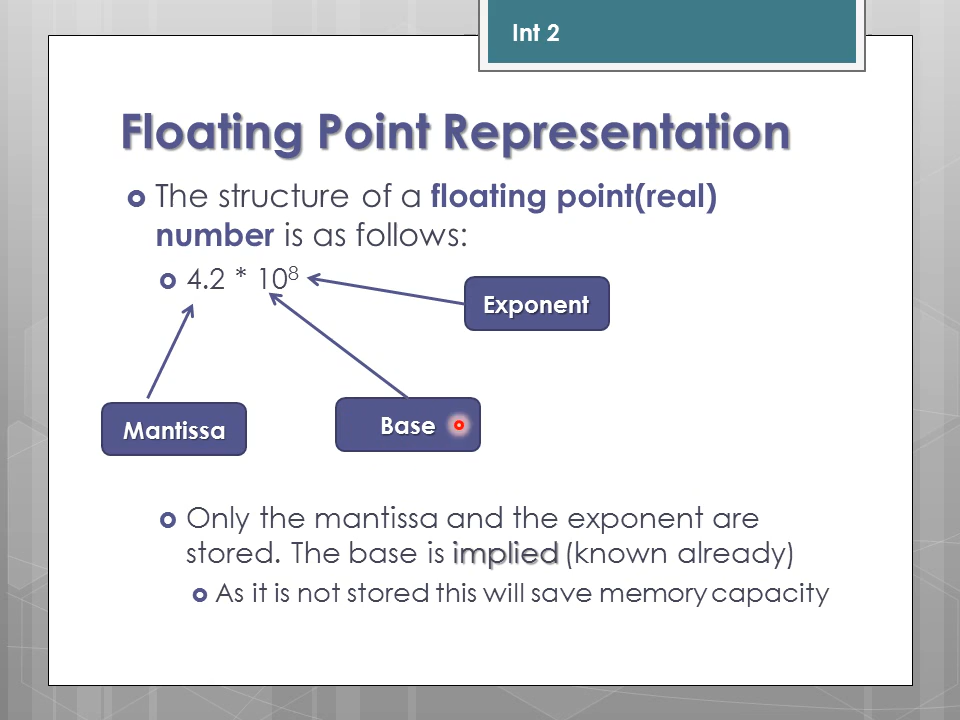 Int 2
Floating Point Representation
The structure of a floating point(real)
number is as follows:
4.2 * 10⁸
Exponent
Mantissa
Base
Only the mantissa and the exponent are
stored. The base is implied (known already)
As it is not stored this will save memory capacity